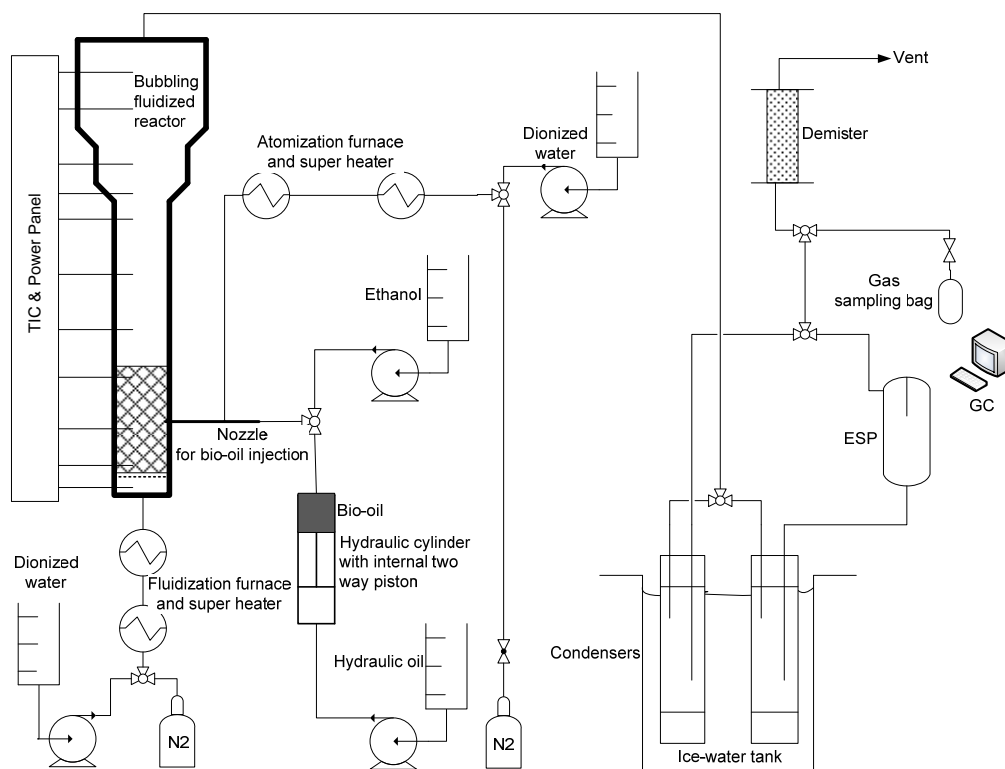 Bubbling
fluidized
reactor
TIC & Power Panel
Atomization furnace
and super heater
Dionized
water
Vent
Demister
Ethanol
Gas
sampling bag
GC
ESP
Nozzle
for bio-oil injection
Bio-oil
Hydraulic cylinder
with internal two
way piston
Dionized
water
Fluidization furnace
and super heater
Hydraulic oil
Condensers
N2
N2
Ice-water tank